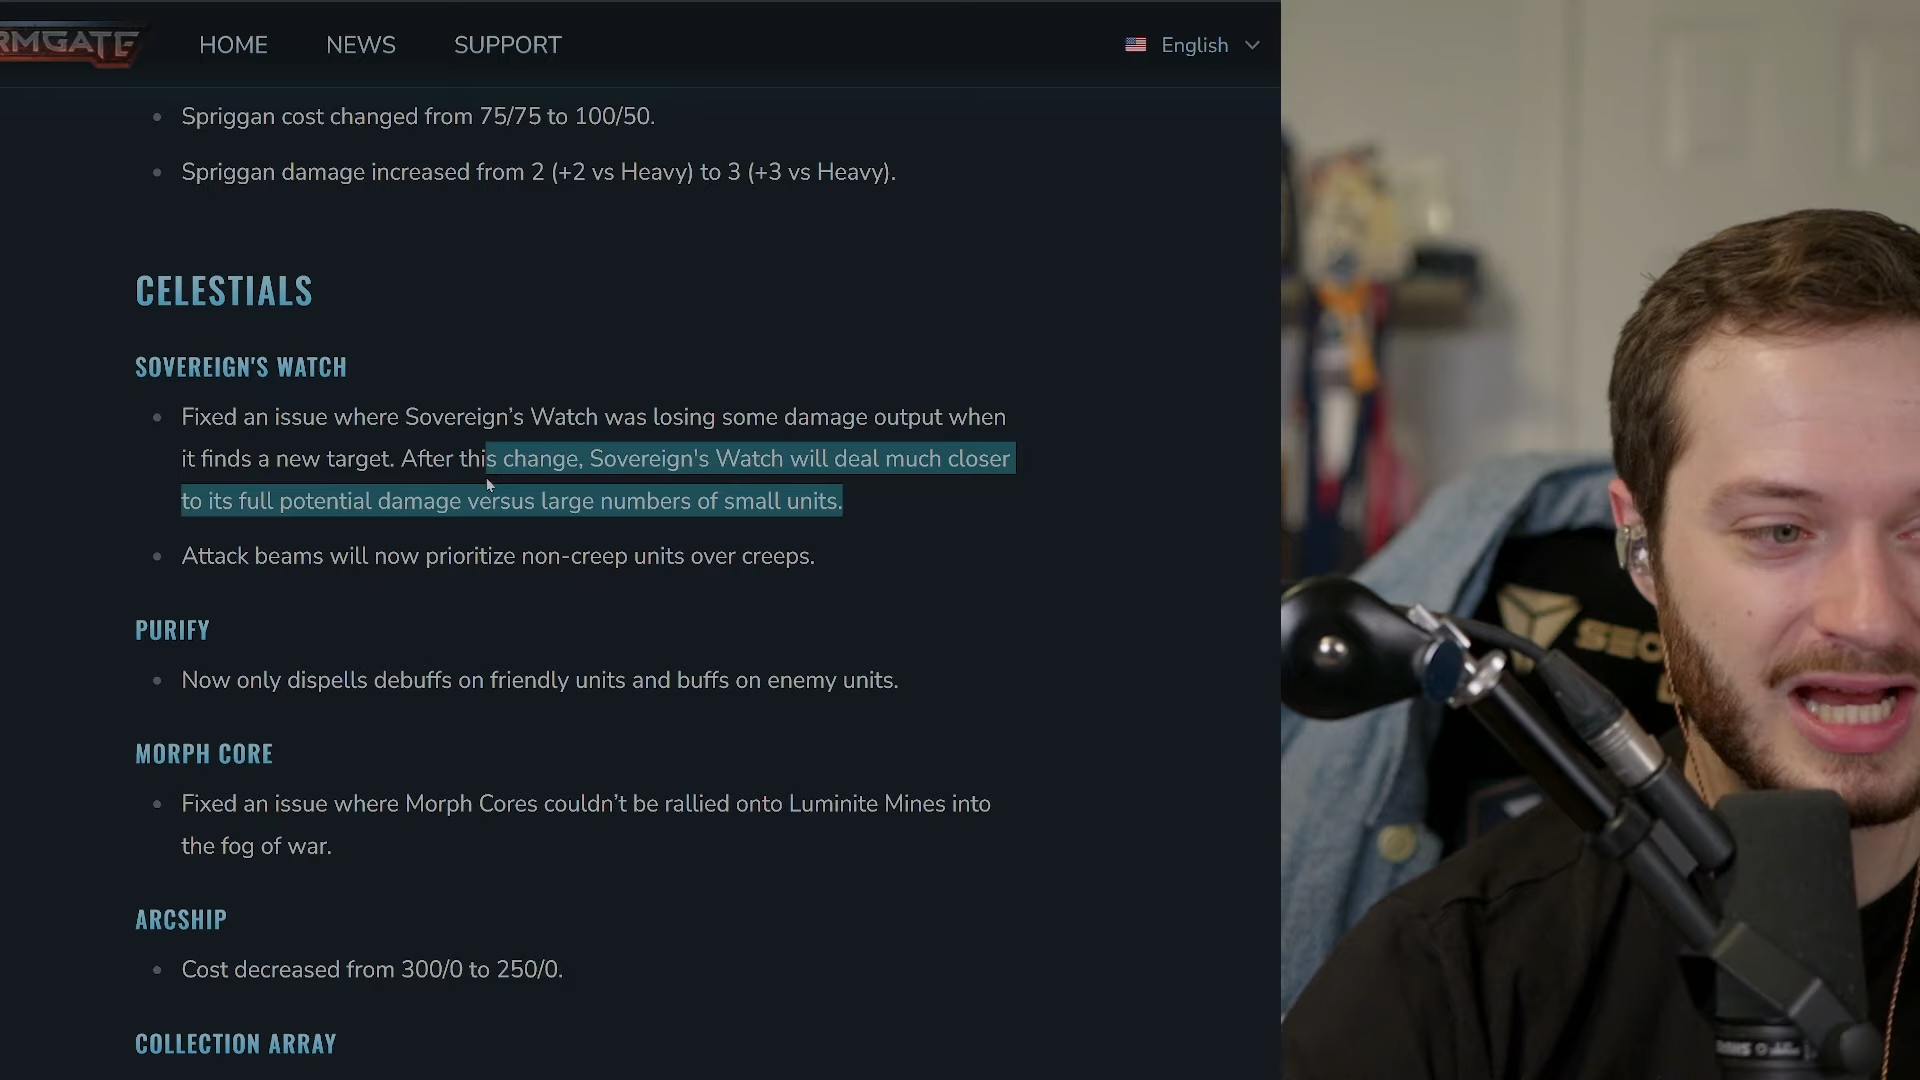 RMGATE
HOME
NEWS
SUPPORT
English
Spriggan cost changed from 75/75 to 100/50.
Spriggan damage increased from 2 (+2 vs Heavy) to 3 (+3 vs Heavy).
CELESTIALS
SOVEREIGN'S WATCH
Fixed an issue where Sovereign’s Watch was losing some damage output when
it finds a new target. After this change, Sovereign's Watch will deal much closer
to its full potential damage versus large numbers of small units.
Attack beams will now prioritize non-creep units over creeps.
PURIFY
Now only dispells debuffs on friendly units and buffs on enemy units.
MORPH CORE
Fixed an issue where Morph Cores couldn’t be rallied onto Luminite Mines into
the fog of war.
ARCSHIP
Cost decreased from 300/0 to 250/0.
COLLECTION ARRAY
SEC